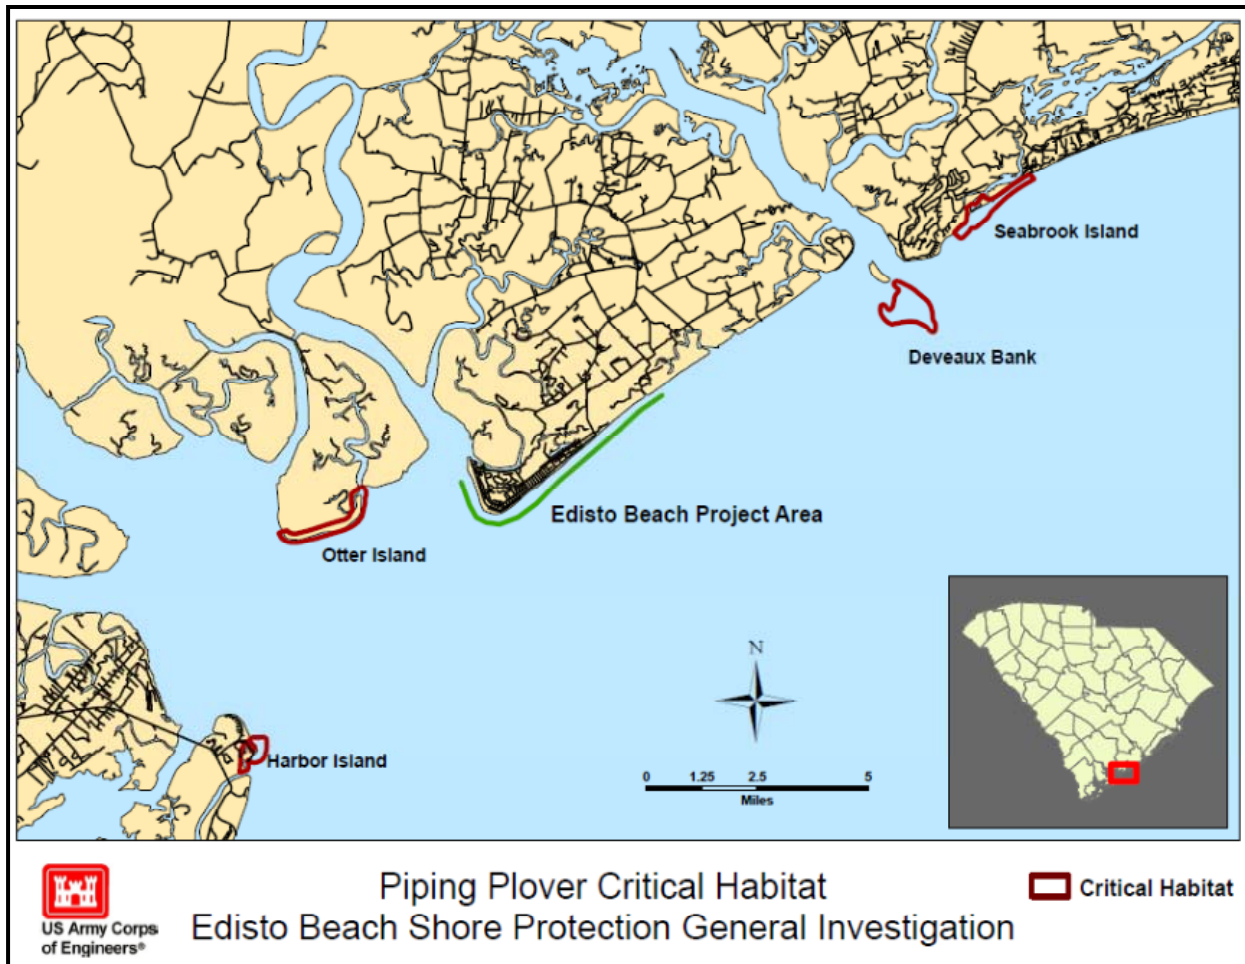 Seabrook Island
Deveaux Bank
Edisto Beach Project Area
Otter Island
N
Harbor Island
0 1.25 2.5 5
Miles
Piping Plover Critical Habitat
Edisto Beach Shore Protection General Investigation
Critical Habitat
US Army Corps
of Engineers®